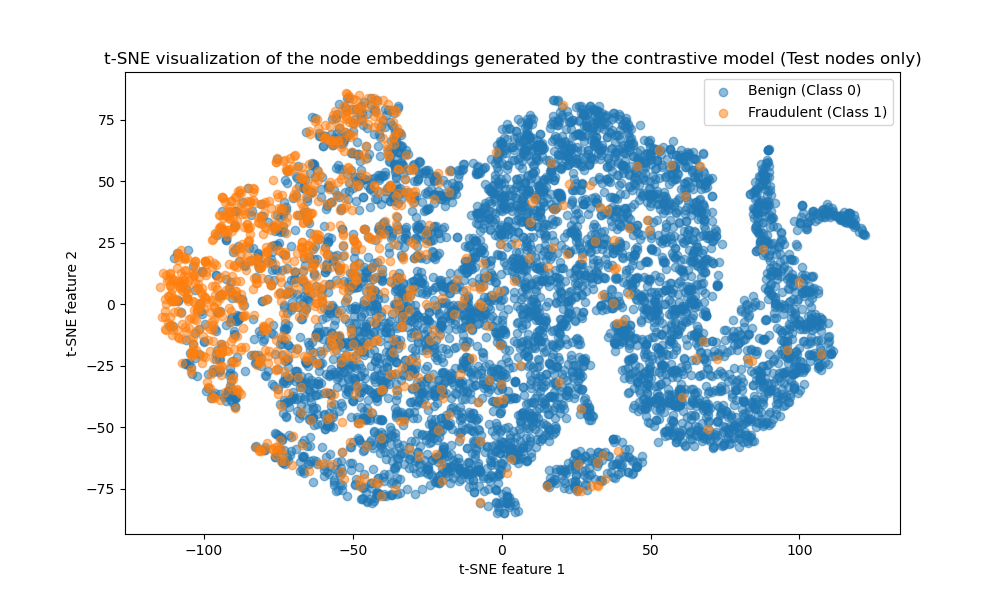 t-SNE visualization of the node embeddings generated by the contrastive model (Test nodes only)
Benign (Class 0)
Fraudulent (Class 1)
t-SNE feature 2
75
50
25
0
−25
−50
−75
−100
−50
0
50
100
t-SNE feature 1